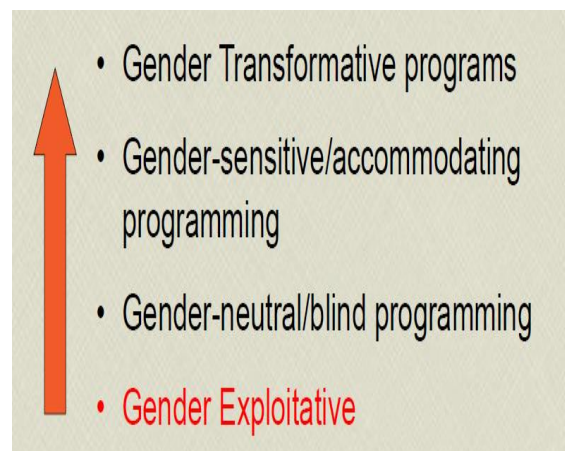 • Gender Transformative programs
• Gender-sensitive/accommodating
programming
• Gender-neutral/blind programming
• Gender Exploitative